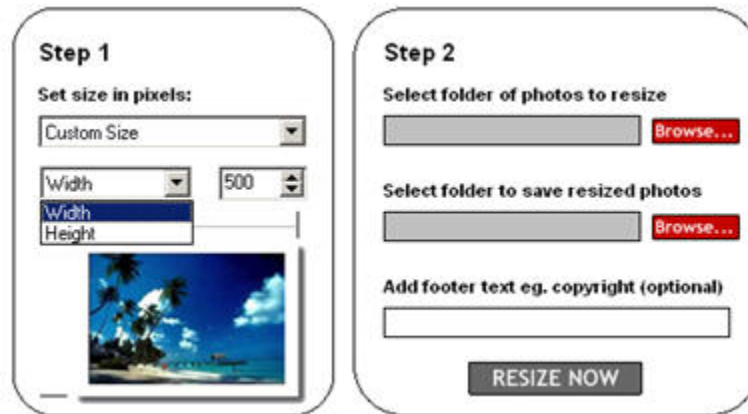 Step 1
Set size in pixels:
Custom Size
Width
500
Width
Height
Step 2
Select folder of photos to resize
Browse...
Select folder to save resized photos
Browse...
Add footer text eg. copyright (optional)
RESIZE NOW